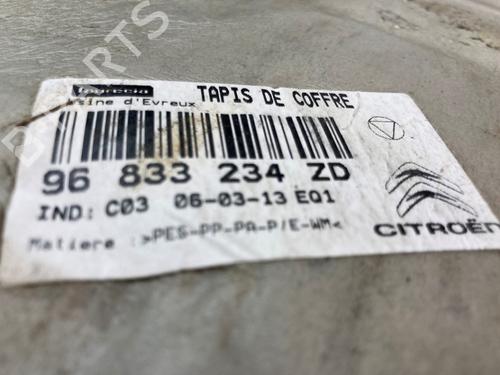 faurecia
Usine d'Evreux
TAPIS DE COFFRE
96 833 234 ZD
IND: C03 06-03-13 EQ1
Matiere : >PES-PP-PA-P/E-WM<
CITROËN
PARTS